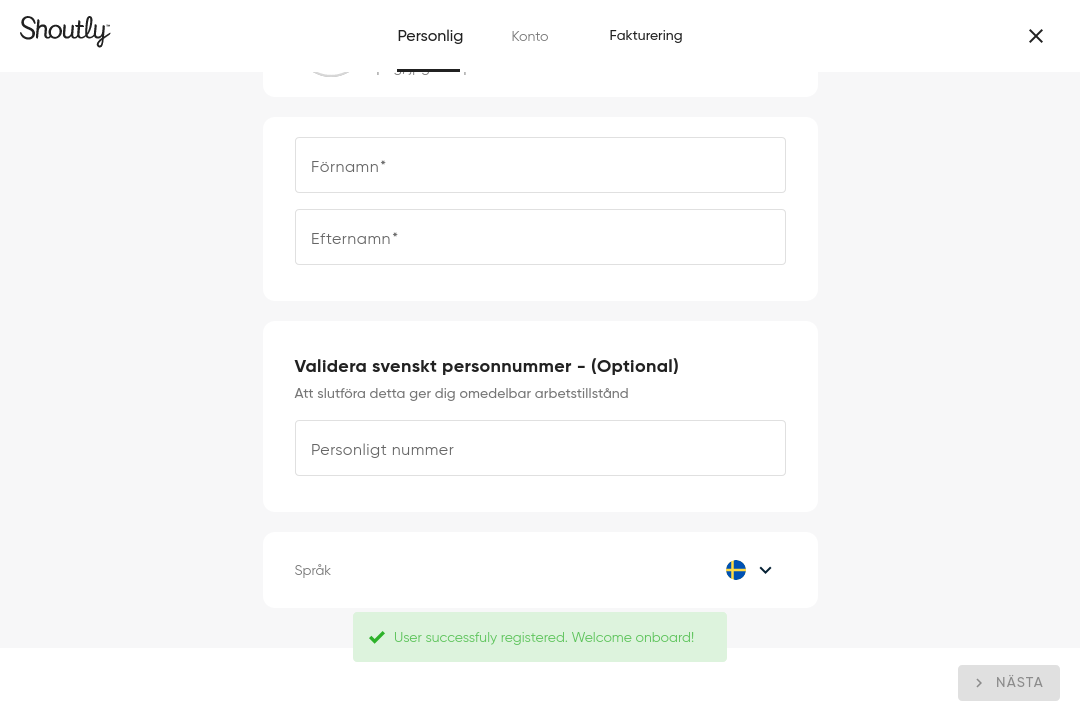 Shoutly
Personlig
Konto
Fakturering
Förnamn*
Efternamn*
Validera svenskt personnummer - (Optional)
Att slutföra detta ger dig omedelbar arbetstillstånd
Personligt nummer
Språk
User successfuly registered. Welcome onboard!
NÄSTA